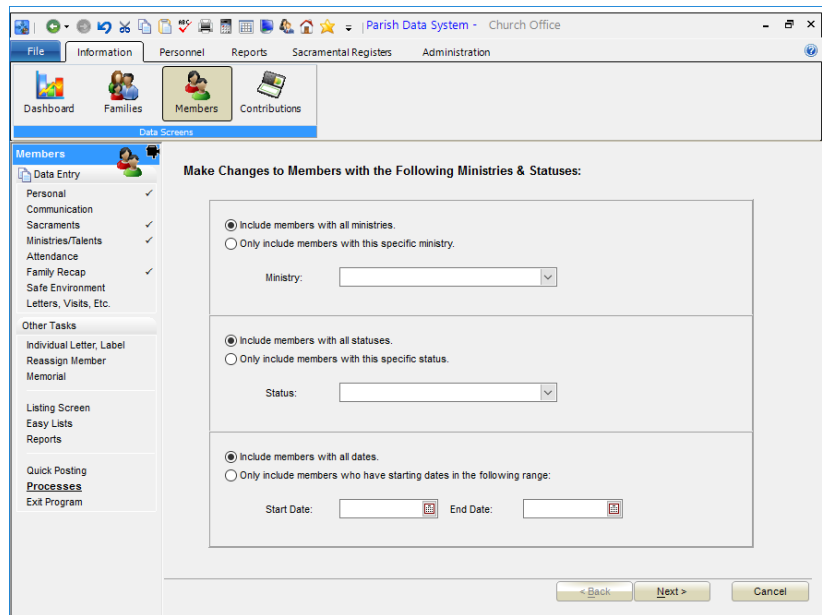 Parish Data System - Church Office
File Information Personnel Reports Sacramental Registers Administration
Dashboard Families Members Contributions
Data Screens
Members
Data Entry
Personal
Communication
Sacraments
Ministries/Talents
Attendance
Family Recap
Safe Environment
Letters, Visits, Etc.
Other Tasks
Individual Letter, Label
Reassign Member
Memorial
Listing Screen
Easy Lists
Reports
Quick Posting
Processes
Exit Program
Make Changes to Members with the Following Ministries & Statuses:
Include members with all ministries.
Only include members with this specific ministry.
Ministry:
Include members with all statuses.
Only include members with this specific status.
Status:
Include members with all dates.
Only include members who have starting dates in the following range:
Start Date: End Date:
< Back Next > Cancel